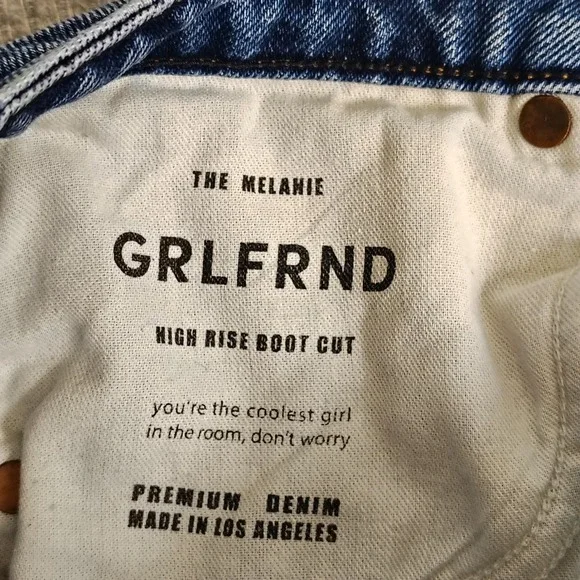 THE MELANIE
GRLFRND
HIGH RISE BOOT CUT
you're the coolest girl
in the room, don't worry
PREMIUM DENIM
MADE IN LOS ANGELES